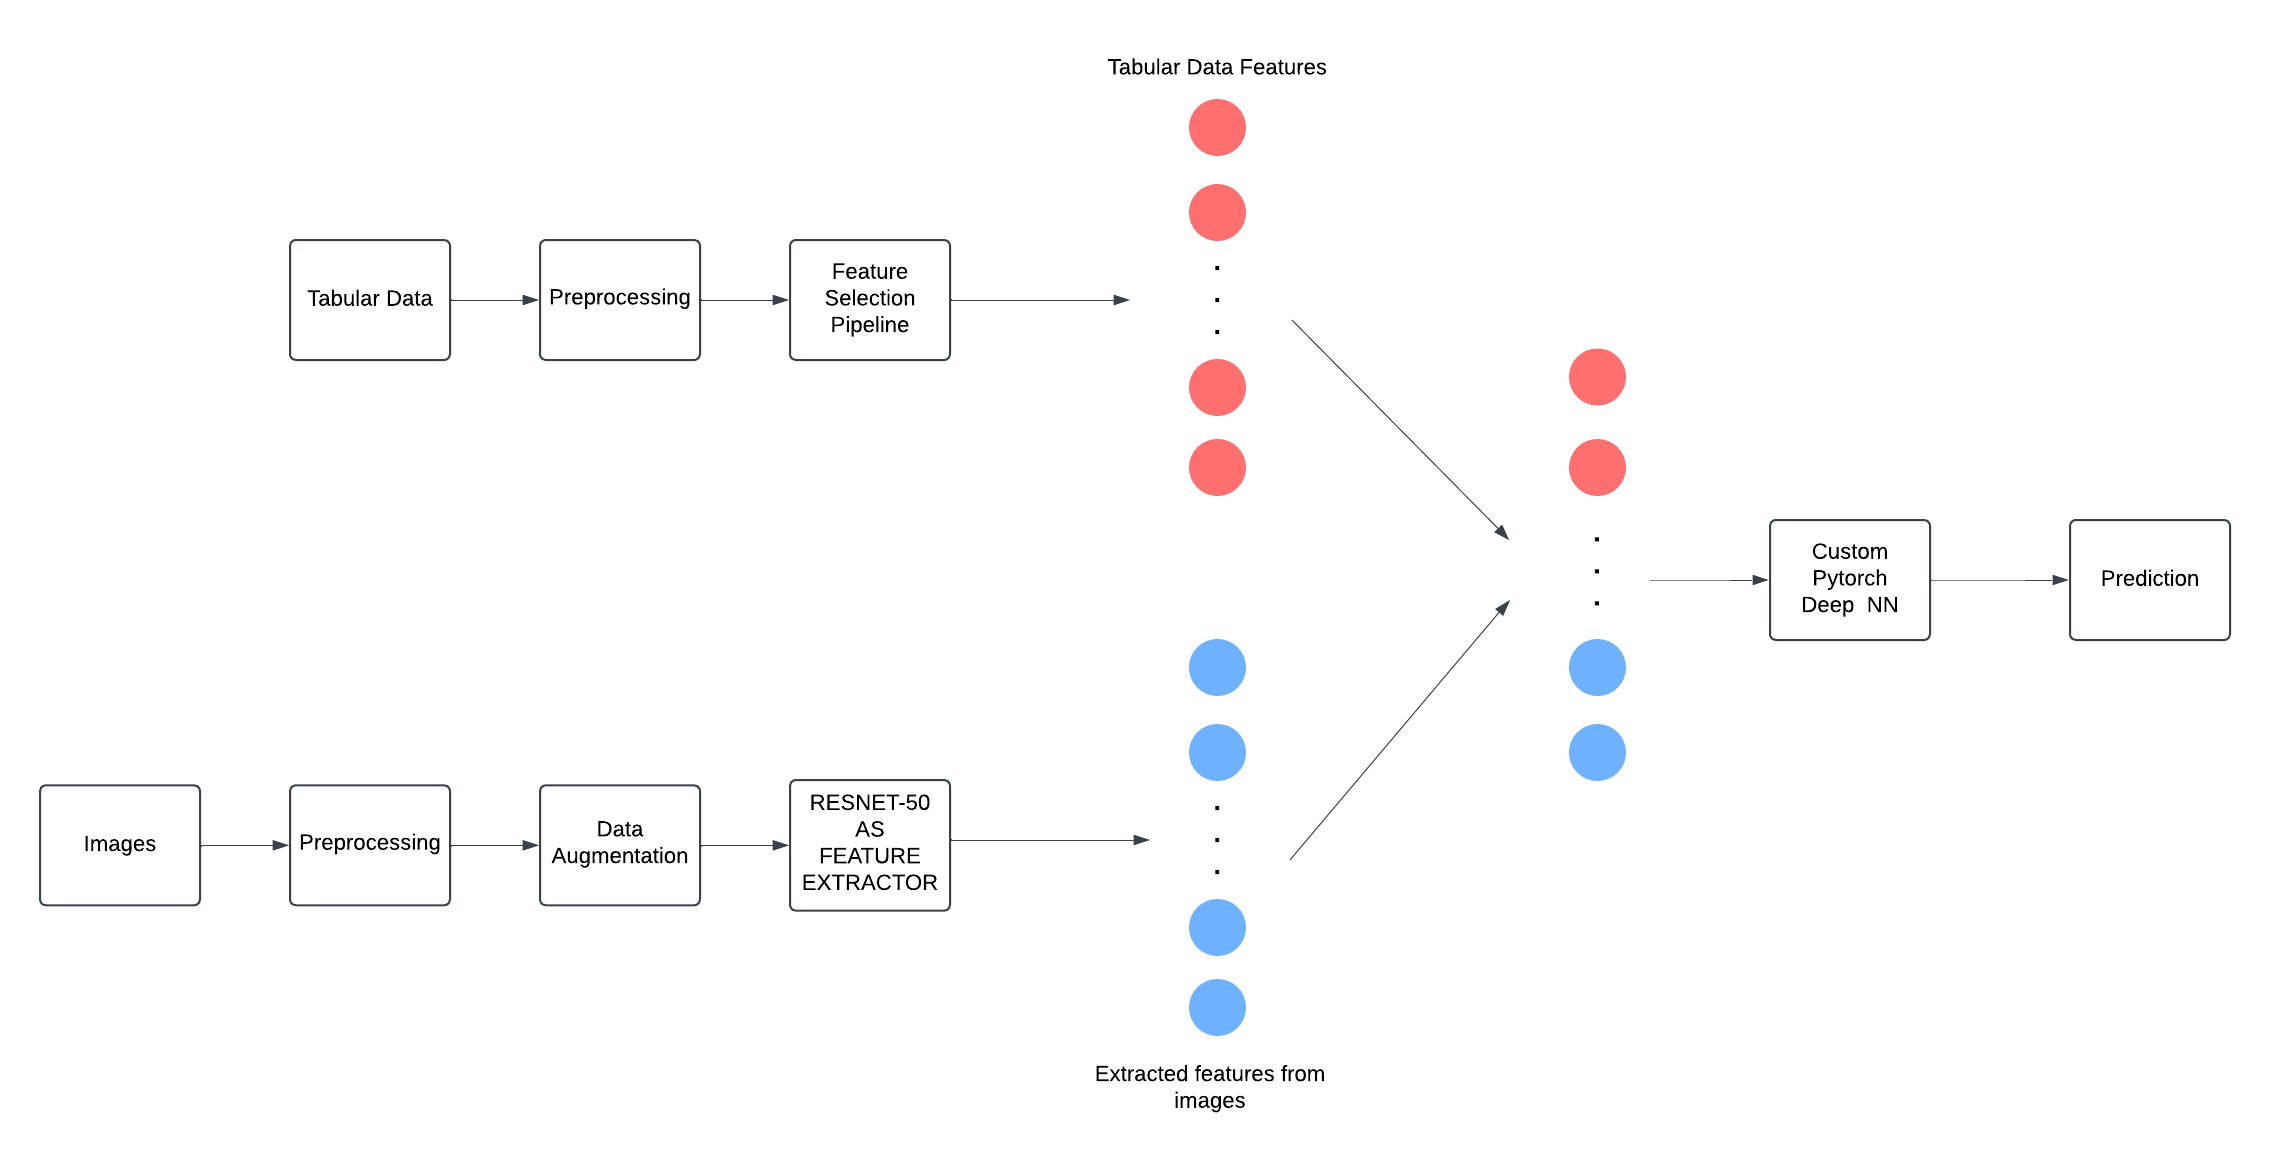 Tabular Data Features
Tabular Data
Preprocessing
Feature
Selection
Pipeline
Custom
Pytorch
Deep  NN
Prediction
Images
Preprocessing
Data
Augmentation
RESNET-50
AS
FEATURE
EXTRACTOR
Extracted features from
images